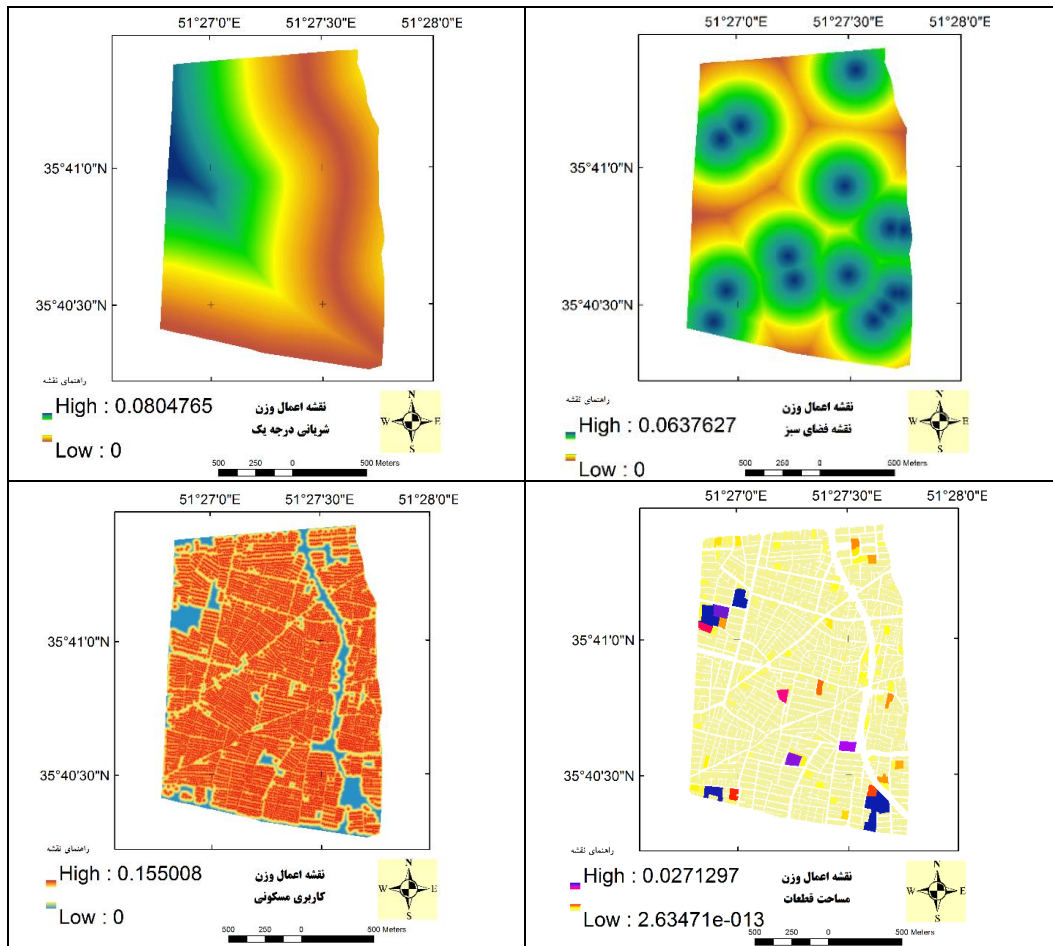 51°27'0"E 51°27'30"E 51°28'0"E
35°41'0"N
35°40'30"N
راهنمای نقشه
High : 0.0804765
Low : 0
نقشه اعمال وزن
شریانی درجه یک
N
W E
S
500 250 0 500 Meters
51°27'0"E 51°27'30"E 51°28'0"E
35°41'0"N
35°40'30"N
راهنمای نقشه
High : 0.0637627
Low : 0
نقشه اعمال وزن
نقشه فضای سبز
N
W E
S
500 250 0 500 Meters
51°27'0"E 51°27'30"E 51°28'0"E
35°41'0"N
35°40'30"N
راهنمای نقشه
High : 0.155008
Low : 0
نقشه اعمال وزن
کاربری مسکونی
N
W E
S
500 250 0 500 Meters
51°27'0"E 51°27'30"E 51°28'0"E
35°41'0"N
35°40'30"N
راهنمای نقشه
High : 0.0271297
Low : 2.63471e-013
نقشه اعمال وزن
مساحت قطعات
N
W E
S
500 250 0 500 Meters